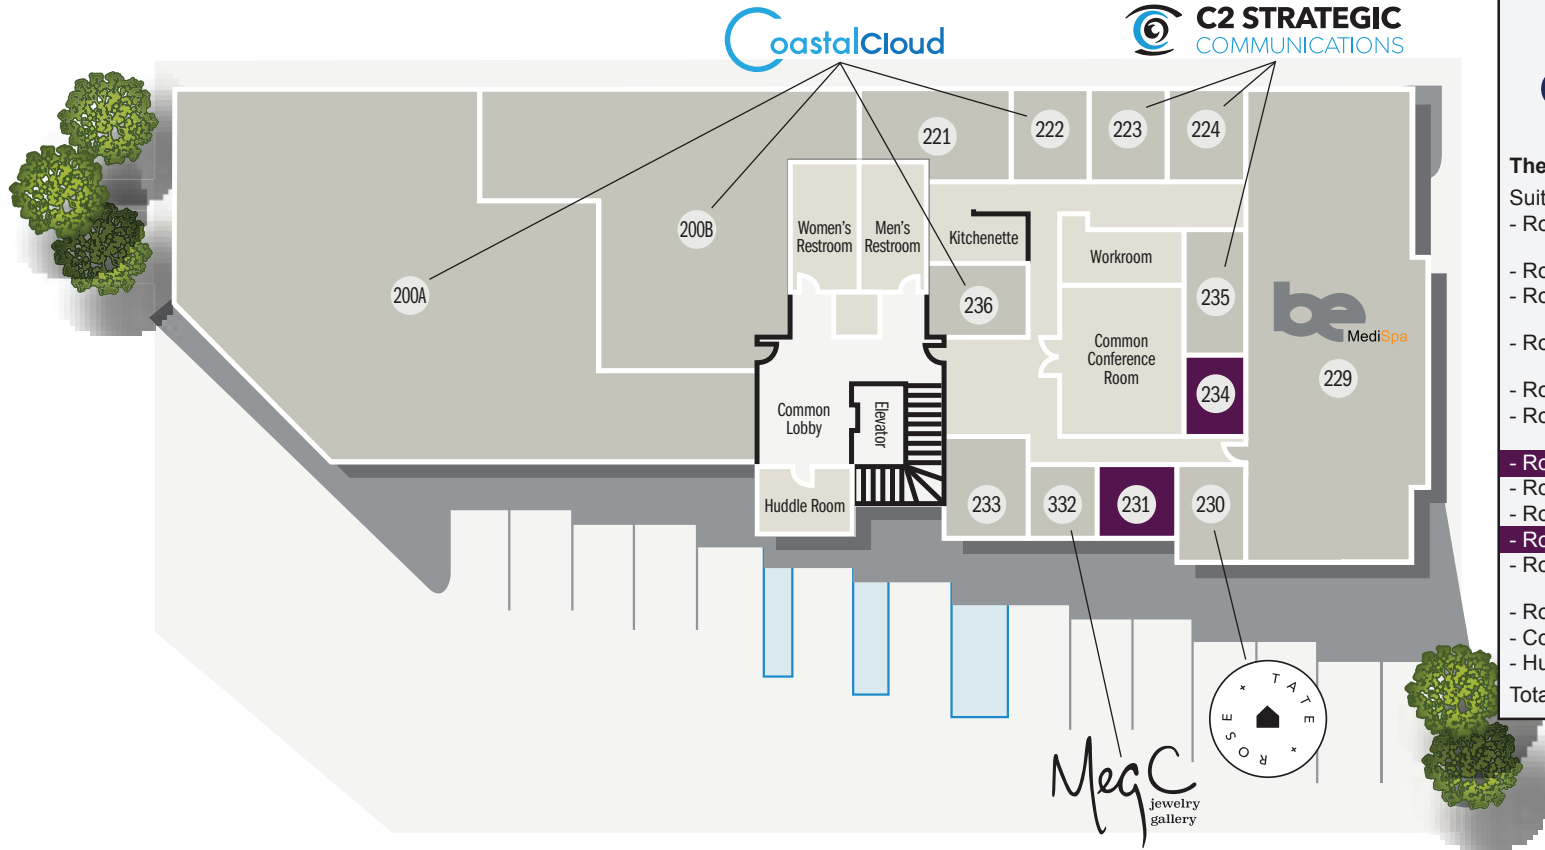 CoastalCloud
C2 STRATEGIC
COMMUNICATIONS
221
222
223
224
200B
Women's
Restroom
Men's
Restroom
Kitchenette
Workroom
200A
236
235
be
MediSpa
Common
Conference
Room
229
234
Common
Lobby
Elevator
Huddle Room
233
332
231
230
TATE + ROSE +
MegC
jewelry
gallery
The
Suit
- Ro
- Ro
- Ro
- Ro
- Ro
- Ro
- Ro
- Ro
- Ro
- Ro
- Ro
- Ro
- Co
- Hu
Tota